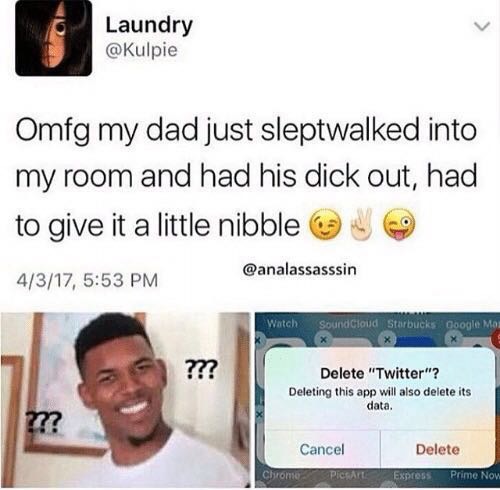 Laundry
@Kulpie
Omfg my dad just sleptwalked into
my room and had his dick out, had
to give it a little nibble 😉✌🏻😜
@analassasssin
4/3/17, 5:53 PM
???
???
Watch SoundCloud Starbucks Google Ma
Delete "Twitter"?
Deleting this app will also delete its
data.
Cancel Delete
Chrome PicsArt Express Prime Now